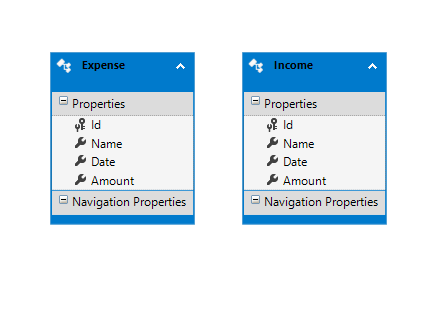 Expense
Properties
Id
Name
Date
Amount
Navigation Properties
Income
Properties
Id
Name
Date
Amount
Navigation Properties